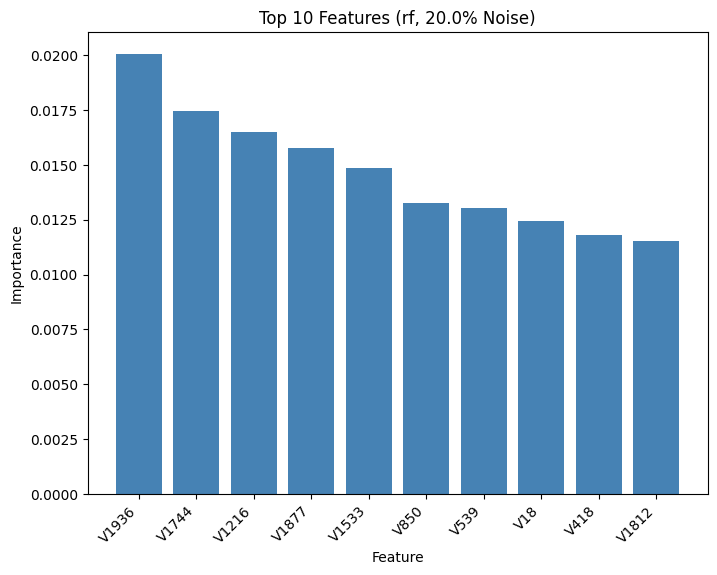 Top 10 Features (rf, 20.0% Noise)
Importance
0.0200
0.0175
0.0150
0.0125
0.0100
0.0075
0.0050
0.0025
0.0000
V1936
V1744
V1216
V1877
V1533
V850
V539
V18
V418
V1812
Feature